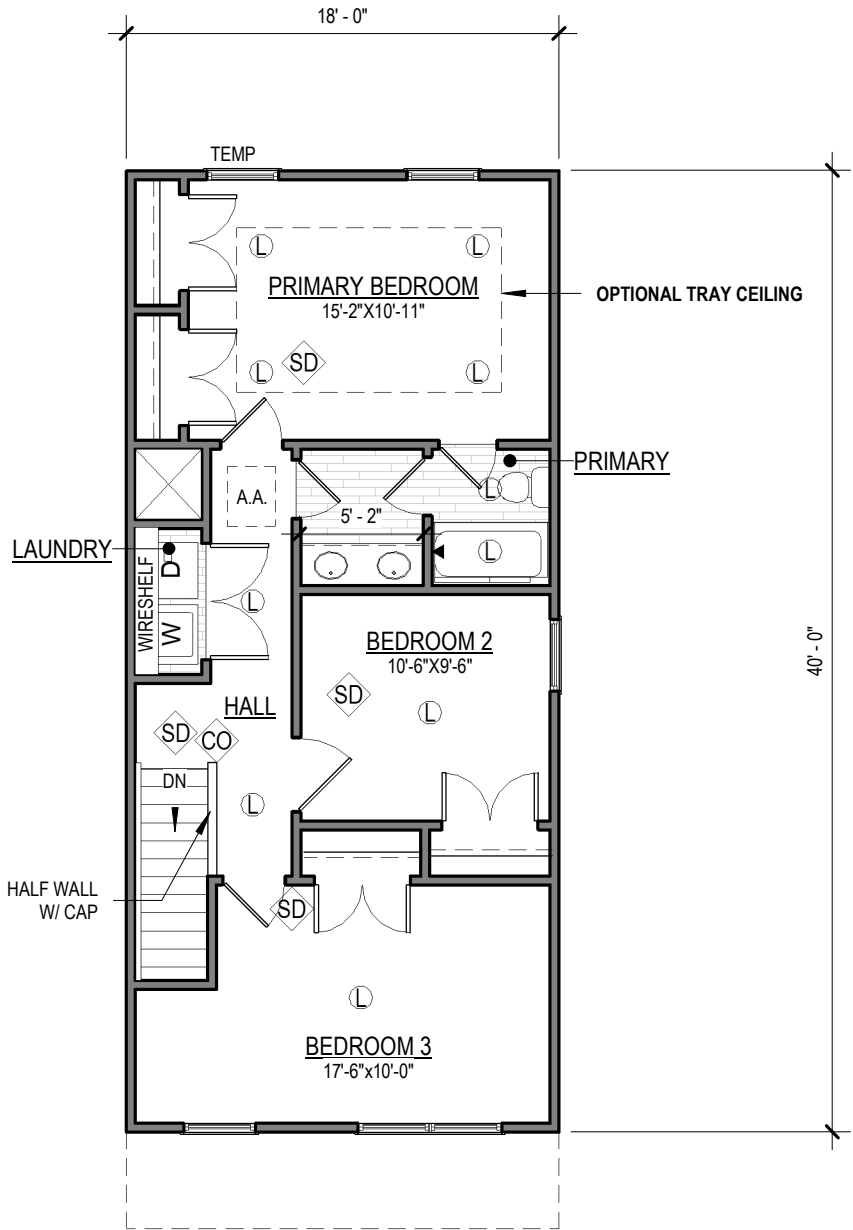 18' - 0"
TEMP
L
L
PRIMARY BEDROOM
15'-2"X10'-11"
OPTIONAL TRAY CEILING
L
SD
L
PRIMARY
A.A.
L
5' - 2"
LAUNDRY
D
L
WIRESHELF
L
W
BEDROOM 2
10'-6"X9'-6"
40' - 0"
SD
HALL
L
SD
CO
DN
L
HALF WALL
W/ CAP
SD
L
BEDROOM 3
17'-6"x10'-0"